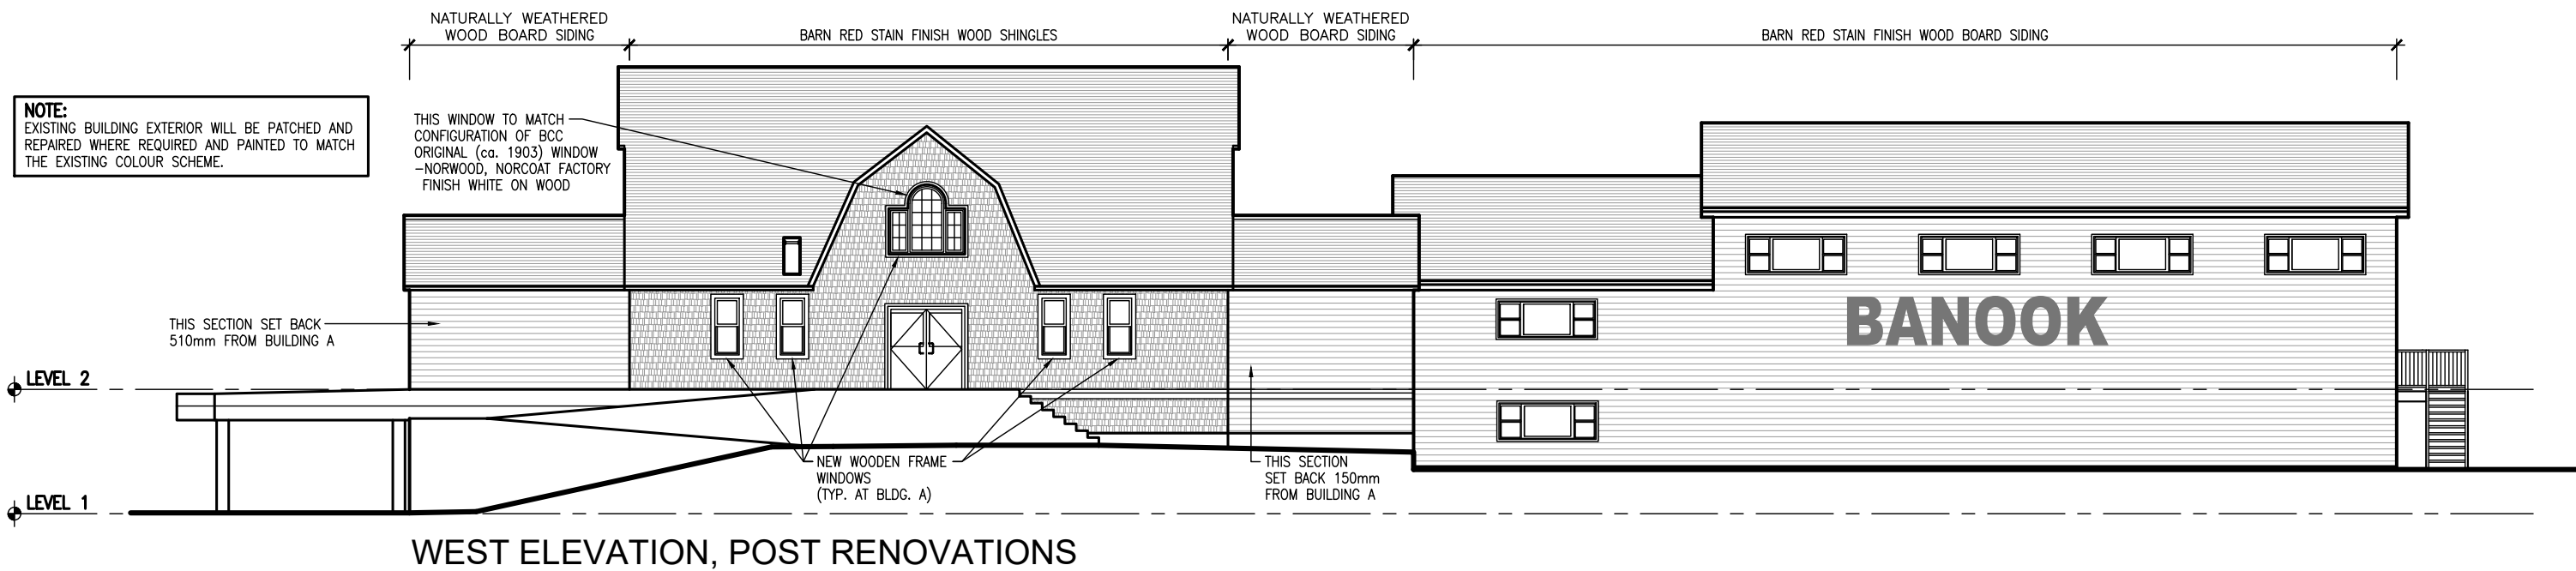 NATURALLY WEATHERED
WOOD BOARD SIDING
BARN RED STAIN FINISH WOOD SHINGLES
NATURALLY WEATHERED
WOOD BOARD SIDING
BARN RED STAIN FINISH WOOD BOARD SIDING
NOTE:
EXISTING BUILDING EXTERIOR WILL BE PATCHED AND
REPAIRED WHERE REQUIRED AND PAINTED TO MATCH
THE EXISTING COLOUR SCHEME.
THIS WINDOW TO MATCH
CONFIGURATION OF BCC
ORIGINAL (ca. 1903) WINDOW
-NORWOOD, NORCOAT FACTORY
FINISH WHITE ON WOOD
THIS SECTION SET BACK
510mm FROM BUILDING A
BANOOK
LEVEL 2
NEW WOODEN FRAME
WINDOWS
(TYP. AT BLDG. A)
THIS SECTION
SET BACK 150mm
FROM BUILDING A
LEVEL 1
WEST ELEVATION, POST RENOVATIONS